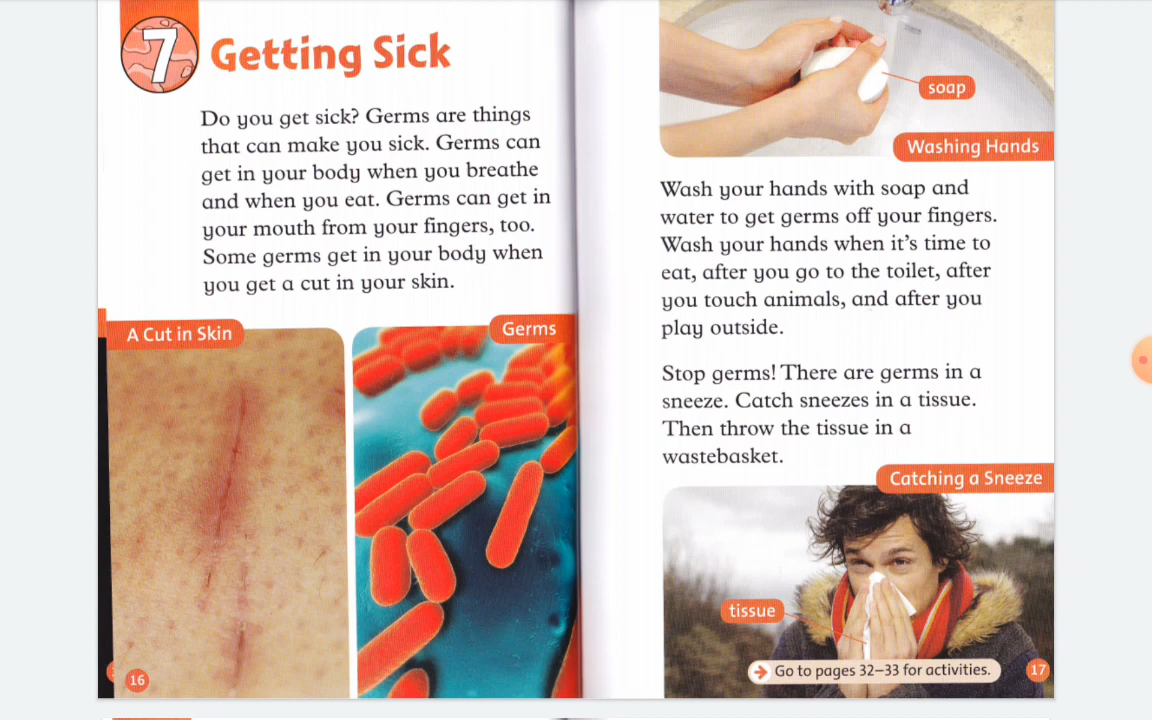 7
Getting Sick
Do you get sick? Germs are things
that can make you sick. Germs can
get in your body when you breathe
and when you eat. Germs can get in
your mouth from your fingers, too.
Some germs get in your body when
you get a cut in your skin.
A Cut in Skin
Germs
16
soap
Washing Hands
Wash your hands with soap and
water to get germs off your fingers.
Wash your hands when it's time to
eat, after you go to the toilet, after
you touch animals, and after you
play outside.
Stop germs! There are germs in a
sneeze. Catch sneezes in a tissue.
Then throw the tissue in a
wastebasket.
Catching a Sneeze
tissue
Go to pages 32–33 for activities.
17